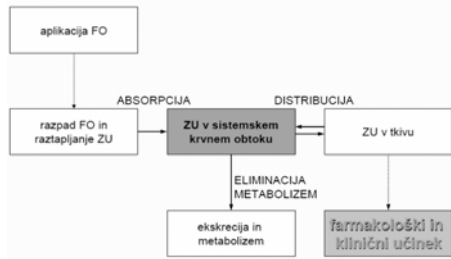 aplikacija FO
ABSORPCIJA
DISTRIBUCIJA
razpad FO in
raztapljanje ZU
ZU v sistemskem
krvnem obtoku
ZU v tkivu
ELIMINACIJA
METABOLIZEM
ekskrecija in
metabolizem
farmakološki in
klinični učinek